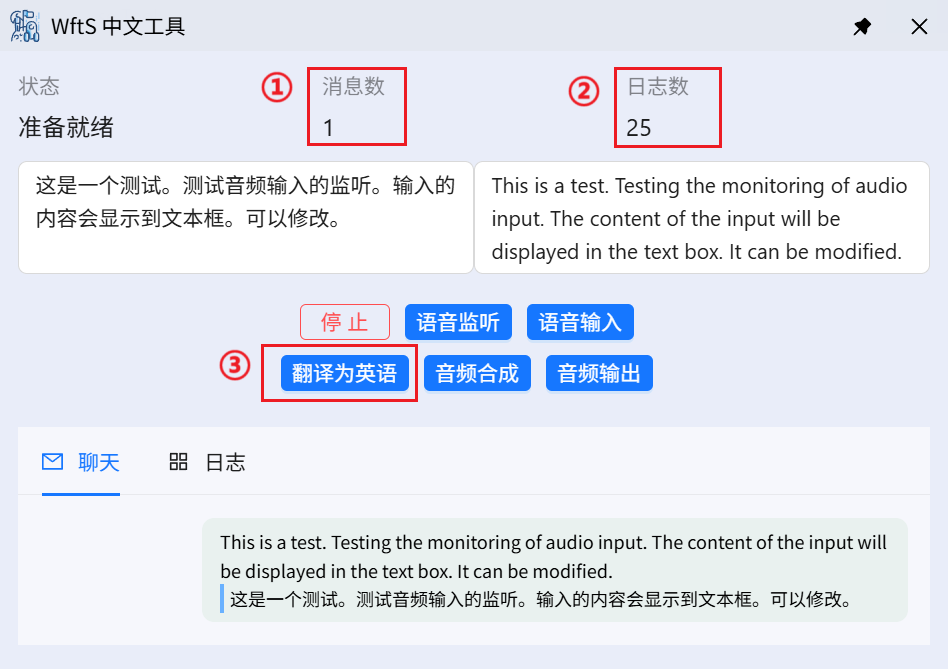 WftS 中文工具
状态
① 消息数
② 日志数
准备就绪
1
25
这是一个测试。测试音频输入的监听。输入的
内容会显示到文本框。可以修改。
This is a test. Testing the monitoring of audio
input. The content of the input will be
displayed in the text box. It can be modified.
停 止
语音监听
语音输入
③ 翻译为英语
音频合成
音频输出
聊天
日志
This is a test. Testing the monitoring of audio input. The content of the input will
be displayed in the text box. It can be modified.
这是一个测试。测试音频输入的监听。输入的内容会显示到文本框。可以修改。